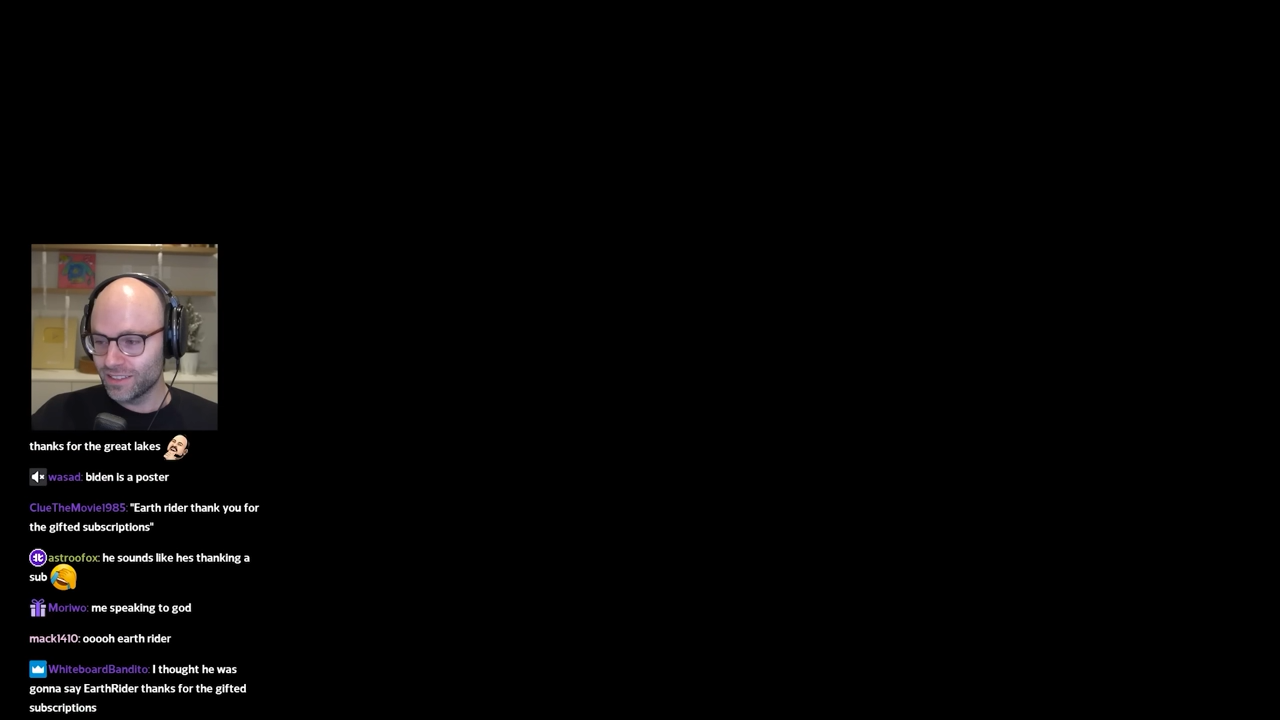 thanks for the great lakes
wasad: biden is a poster
ClueTheMovie1985: "Earth rider thank you for
the gifted subscriptions"
astroofox: he sounds like hes thanking a
sub
Moriwo: me speaking to god
mack1410: ooooh earth rider
WhiteboardBandito: I thought he was
gonna say EarthRider thanks for the gifted
subscriptions